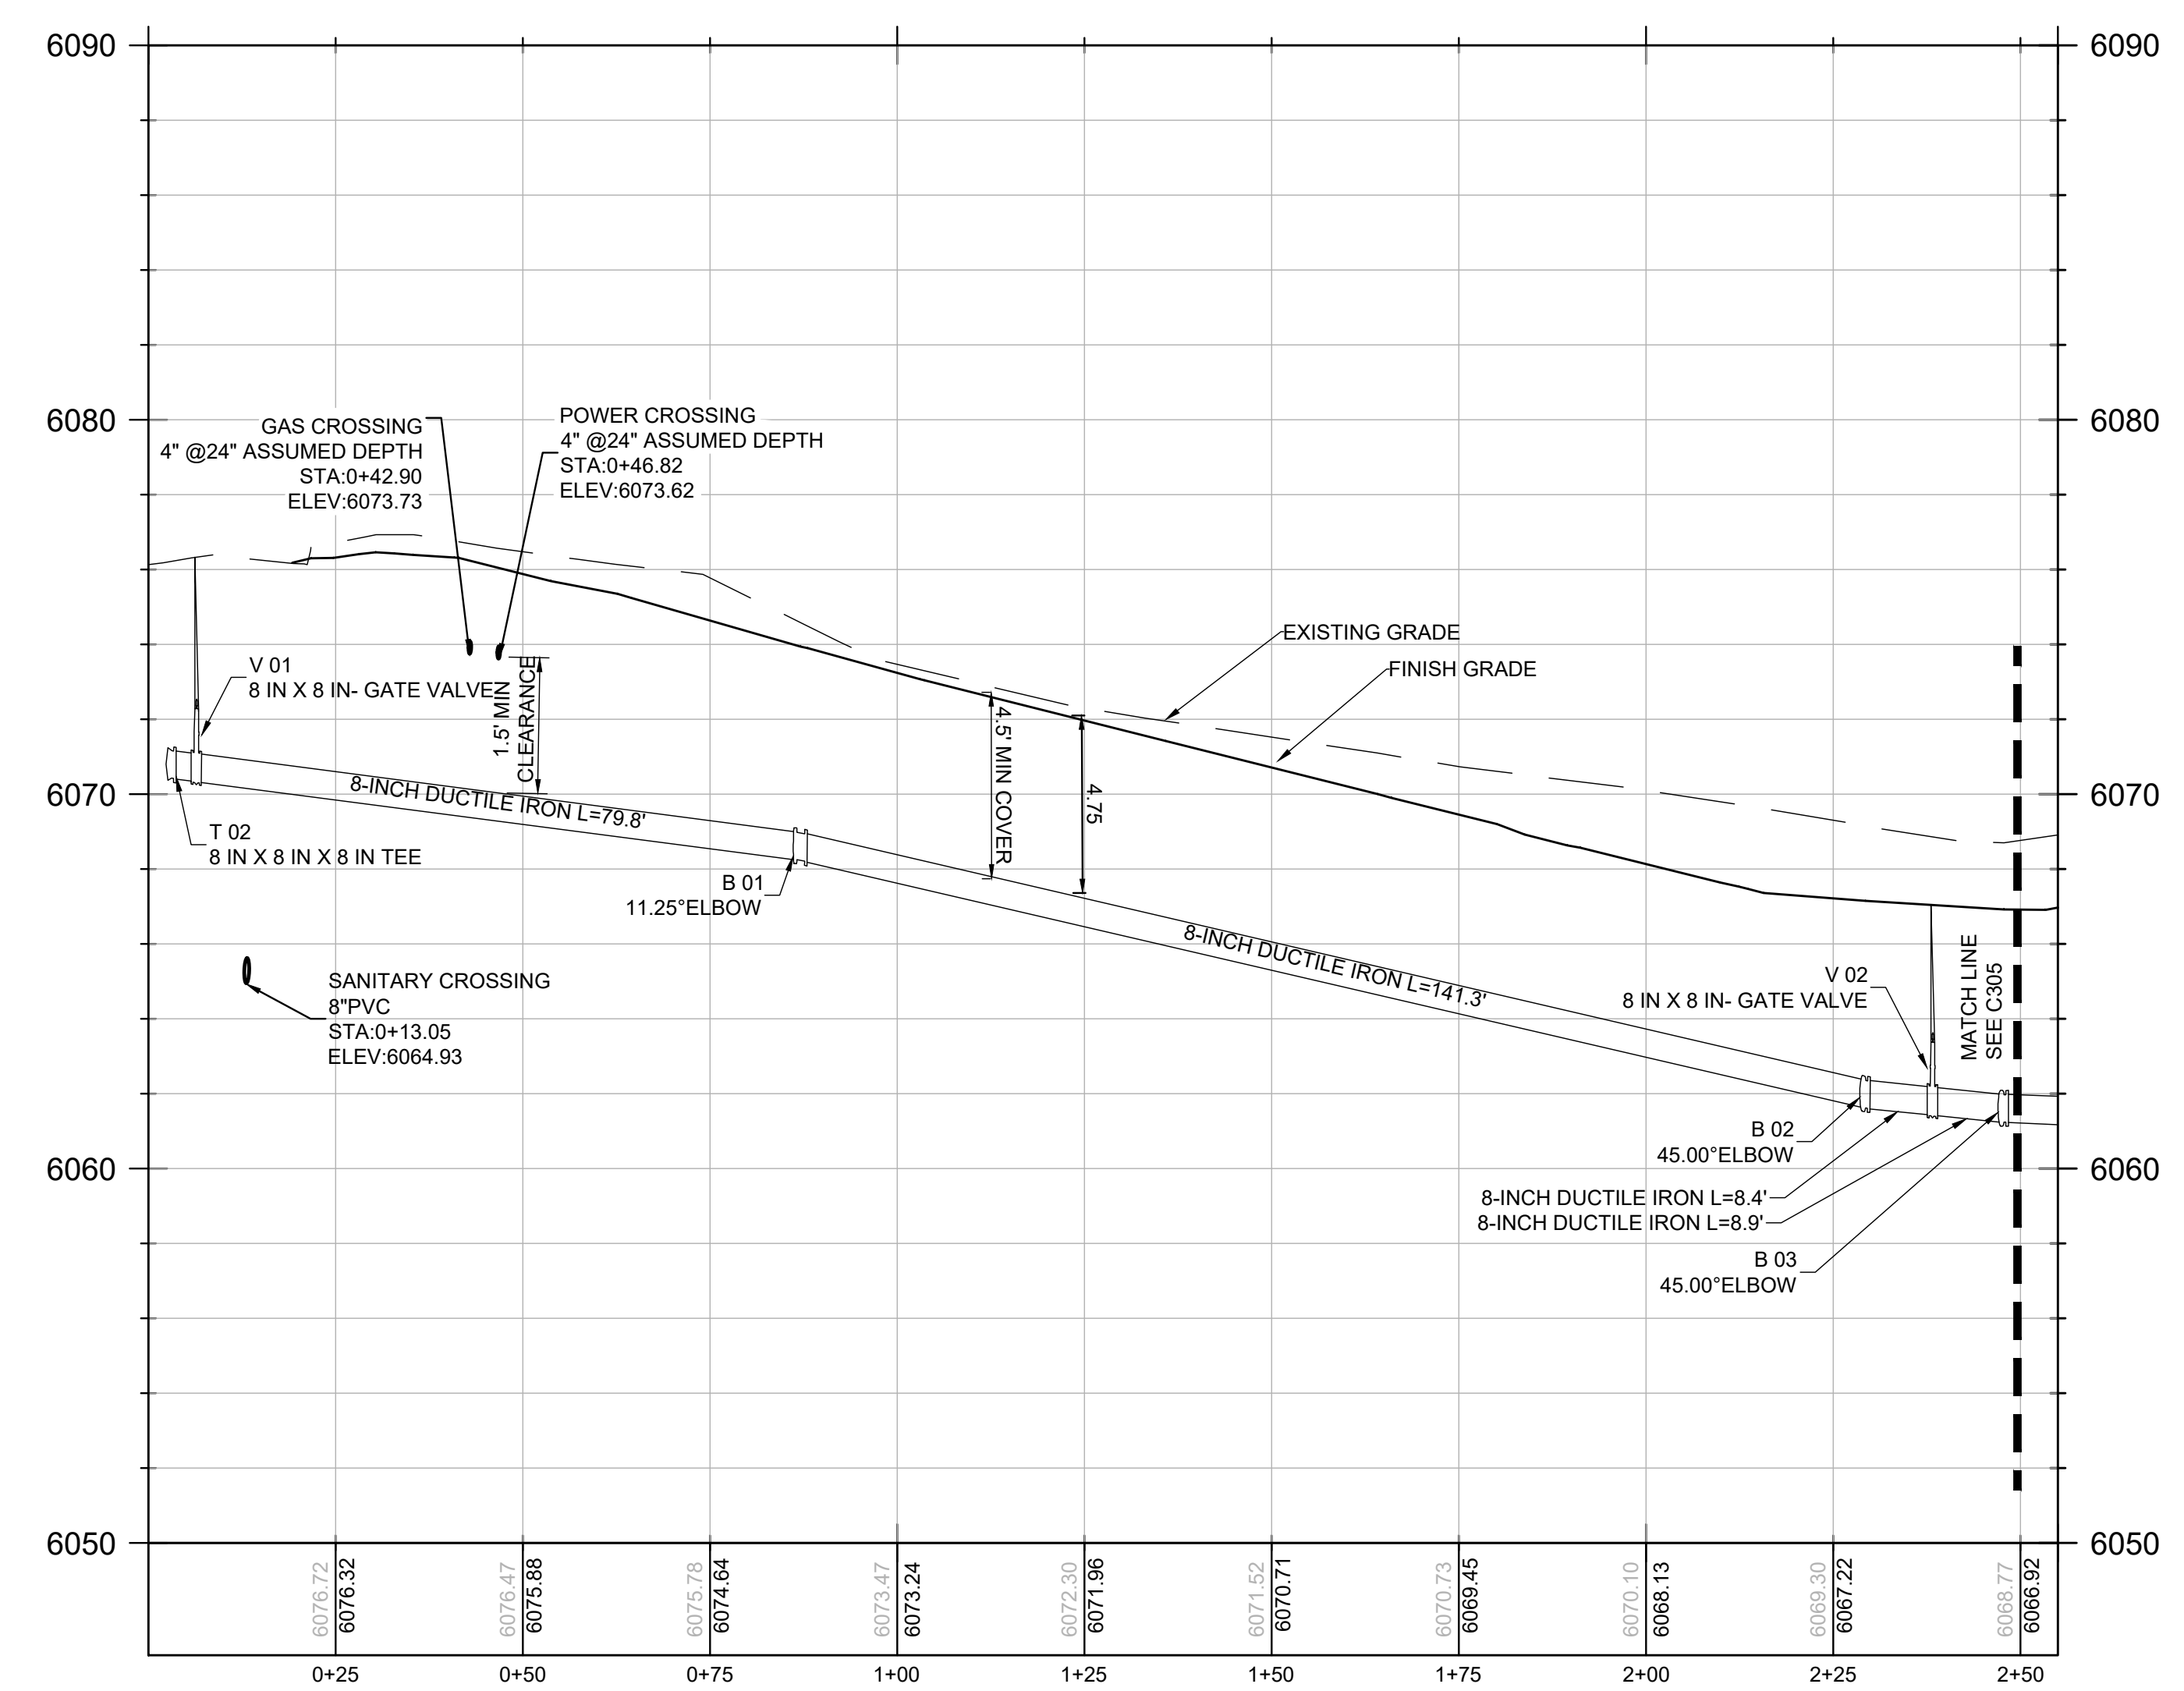 6090
6090
6080
6080
GAS CROSSING
4" @24" ASSUMED DEPTH
STA:0+42.90
ELEV:6073.73
POWER CROSSING
4" @24" ASSUMED DEPTH
STA:0+46.82
ELEV:6073.62
EXISTING GRADE
FINISH GRADE
V 01
8 IN X 8 IN- GATE VALVE
1.5' MIN
CLEARANCE
4.5' MIN COVER
4.75
6070
6070
8-INCH DUCTILE IRON L=79.8'
T 02
8 IN X 8 IN X 8 IN TEE
B 01
11.25°ELBOW
8-INCH DUCTILE IRON L=141.3'
SANITARY CROSSING
8"PVC
STA:0+13.05
ELEV:6064.93
V 02
8 IN X 8 IN- GATE VALVE
MATCH LINE
SEE C305
B 02
45.00°ELBOW
6060
6060
8-INCH DUCTILE IRON L=8.4'
8-INCH DUCTILE IRON L=8.9'
B 03
45.00°ELBOW
6050
6050
6076.72
6076.32
6076.47
6075.88
6075.78
6074.64
6073.47
6073.24
6072.30
6071.96
6071.52
6070.71
6070.73
6069.45
6070.10
6068.13
6069.30
6067.22
6068.77
6066.92
0+25
0+50
0+75
1+00
1+25
1+50
1+75
2+00
2+25
2+50